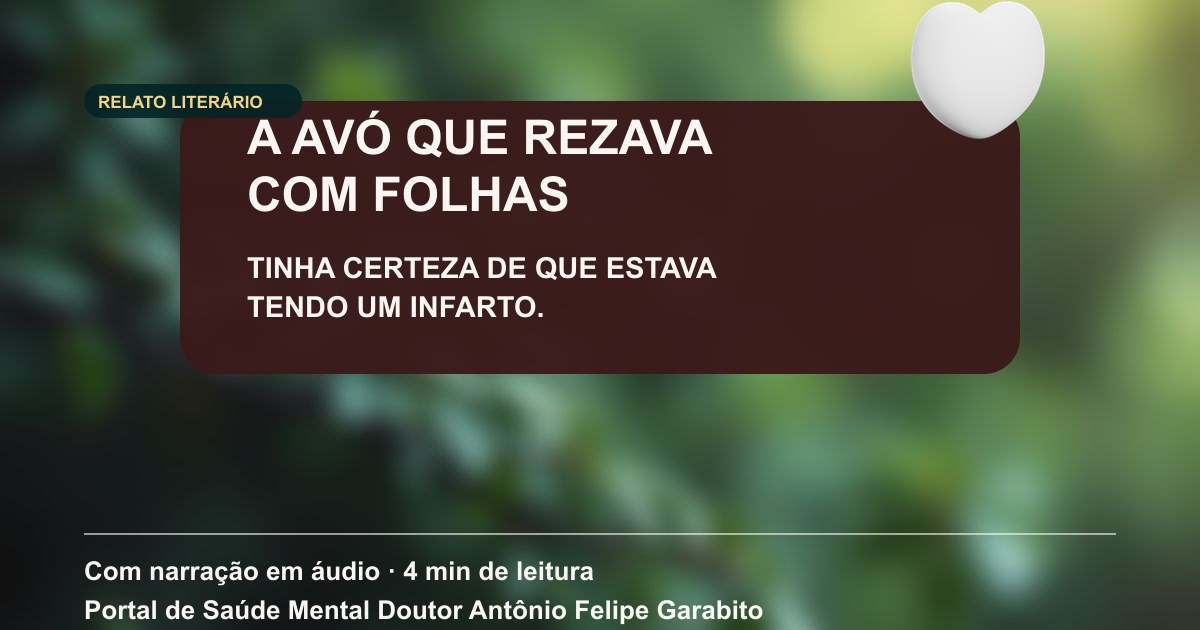 RELATO LITERÁRIO
A AVÓ QUE REZAVA
COM FOLHAS
TINHA CERTEZA DE QUE ESTAVA
TENDO UM INFARTO.
Com narração em áudio · 4 min de leitura
Portal de Saúde Mental Doutor Antônio Felipe Garabito